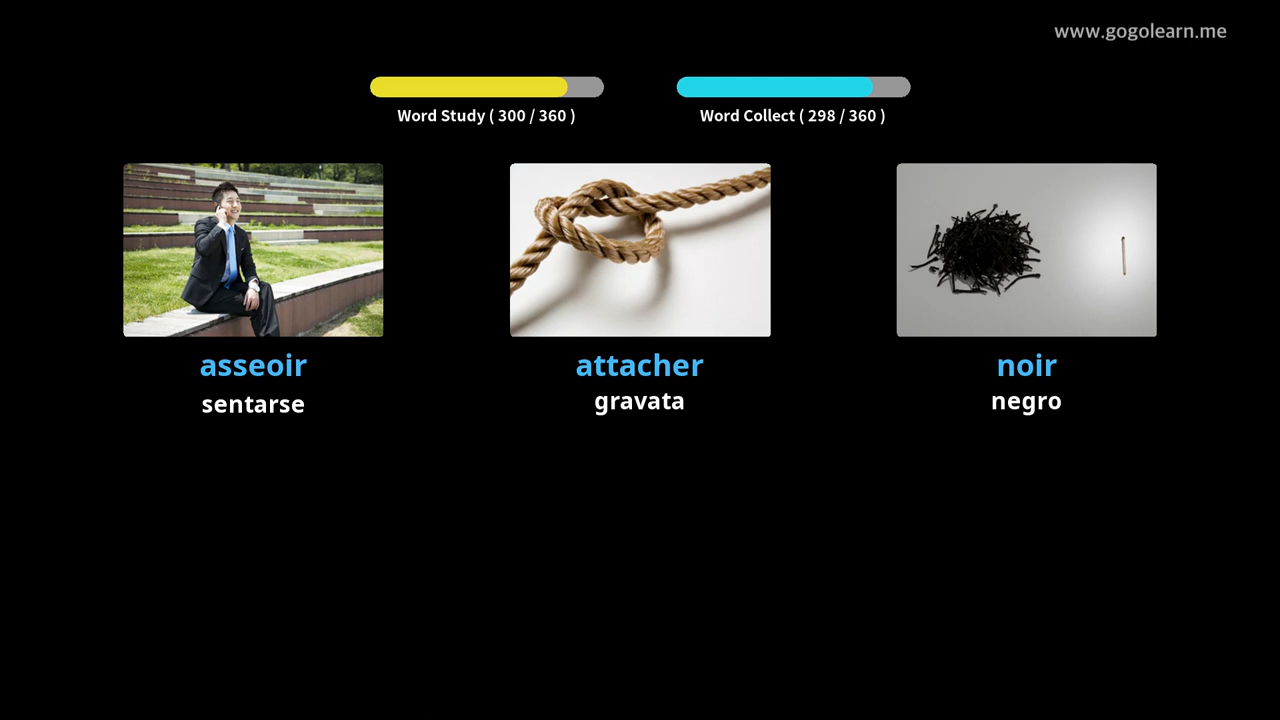 www.gogolearn.me
Word Study ( 300 / 360 )
Word Collect ( 298 / 360 )
asseoir
sentarse
attacher
gravata
noir
negro